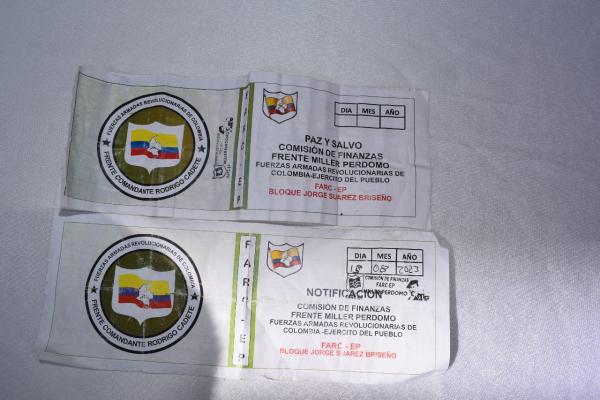 FUERZAS ARMADAS REVOLUCIONARIAS DE COLOMBIA
FRENTE COMANDANTE RODRIGO CADETE
DIA MES AÑO
PAZ Y SALVO
COMISIÓN DE FINANZAS
FRENTE MILLER PERDOMO
FUERZAS ARMADAS REVOLUCIONARIAS DE
COLOMBIA-EJERCITO DEL PUEBLO
FARC - EP
BLOQUE JORGE SUAREZ BRISEÑO
FUERZAS ARMADAS REVOLUCIONARIAS DE COLOMBIA
FRENTE COMANDANTE RODRIGO CADETE
FARC - EP
DIA MES AÑO
18 08 2023
COMISIÓN DE FINANZAS
FARC-EP
PERDOMO
NOTIFICACION
COMISIÓN DE FINANZAS
FRENTE MILLER PERDOMO
FUERZAS ARMADAS REVOLUCIONARIAS DE
COLOMBIA -EJERCITO DEL PUEBLO
FARC - EP
BLOQUE JORGE SUAREZ BRISEÑO